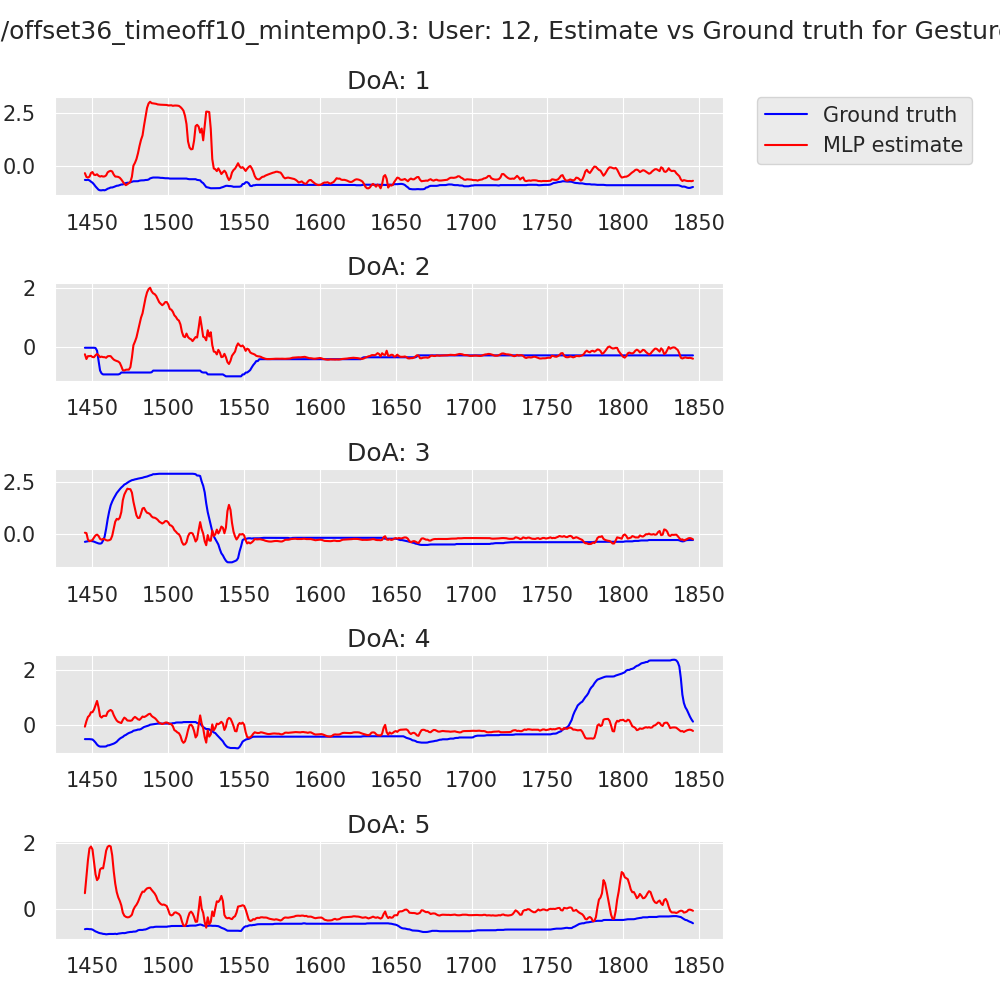 /offset36_timeoff10_mintemp0.3: User: 12, Estimate vs Ground truth for Gesture
DoA: 1
Ground truth
MLP estimate
2.5
0.0
1450 1500 1550 1600 1650 1700 1750 1800 1850
DoA: 2
2
0
1450 1500 1550 1600 1650 1700 1750 1800 1850
DoA: 3
2.5
0.0
1450 1500 1550 1600 1650 1700 1750 1800 1850
DoA: 4
2
0
1450 1500 1550 1600 1650 1700 1750 1800 1850
DoA: 5
2
0
1450 1500 1550 1600 1650 1700 1750 1800 1850